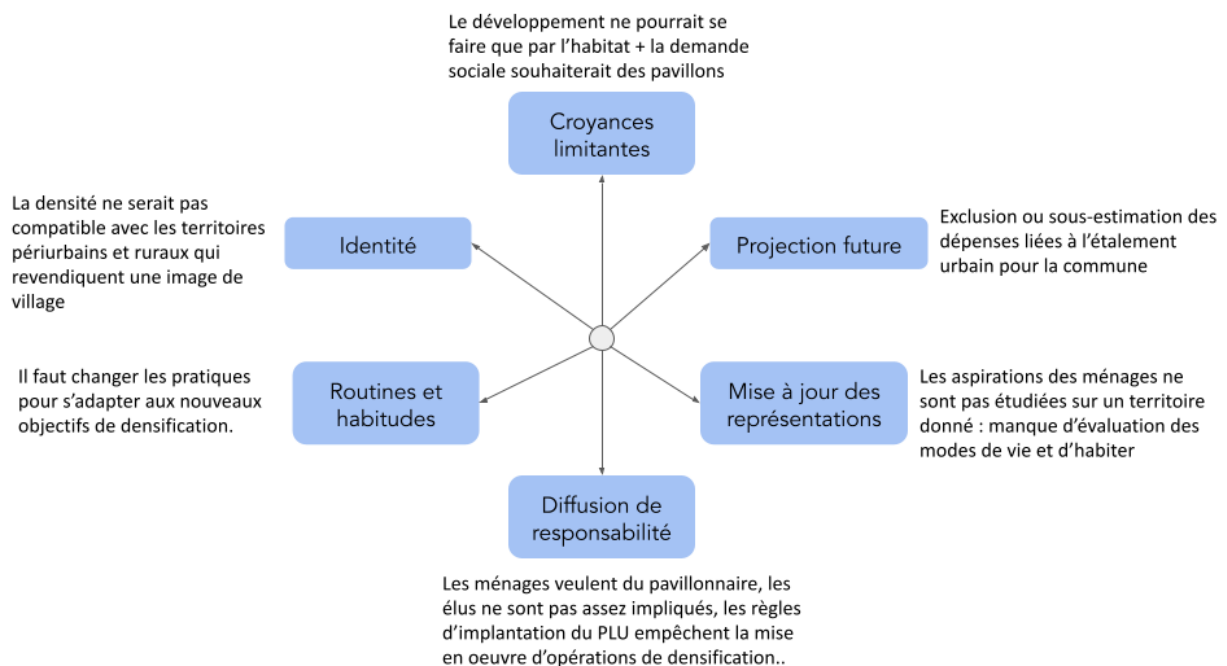 Le développement ne pourrait se
faire que par l’habitat + la demande
sociale souhaiterait des pavillons
Croyances
limitantes
La densité ne serait pas
compatible avec les territoires
périurbains et ruraux qui
revendiquent une image de
village
Identité
Projection future
Exclusion ou sous-estimation des
dépenses liées à l’étalement
urbain pour la commune
Il faut changer les pratiques
pour s’adapter aux nouveaux
objectifs de densification.
Routines et
habitudes
Mise à jour des
représentations
Les aspirations des ménages ne
sont pas étudiées sur un territoire
donné : manque d’évaluation des
modes de vie et d’habiter
Diffusion de
responsabilité
Les ménages veulent du pavillonnaire, les
élus ne sont pas assez impliqués, les règles
d’implantation du PLU empêchent la mise
en oeuvre d’opérations de densification..